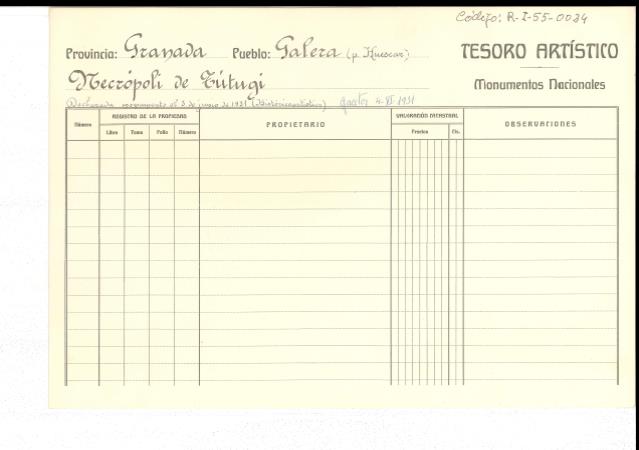 Código: R-I-55-0034
Provincia: Granada Pueblo: Galera (p. Huescar) TESORO ARTÍSTICO
Necrópoli de Tútugi Monumentos Nacionales
Declarada monumento el 3 de junio de 1931 (Histórico-artístico) Gaceta 4-VI-1931
Número REGISTRO DE LA PROPIEDAD PROPIETARIO VALORACIÓN CATASTRAL OBSERVACIONES
Libro Tomo Folio Número Pesetas Cts.